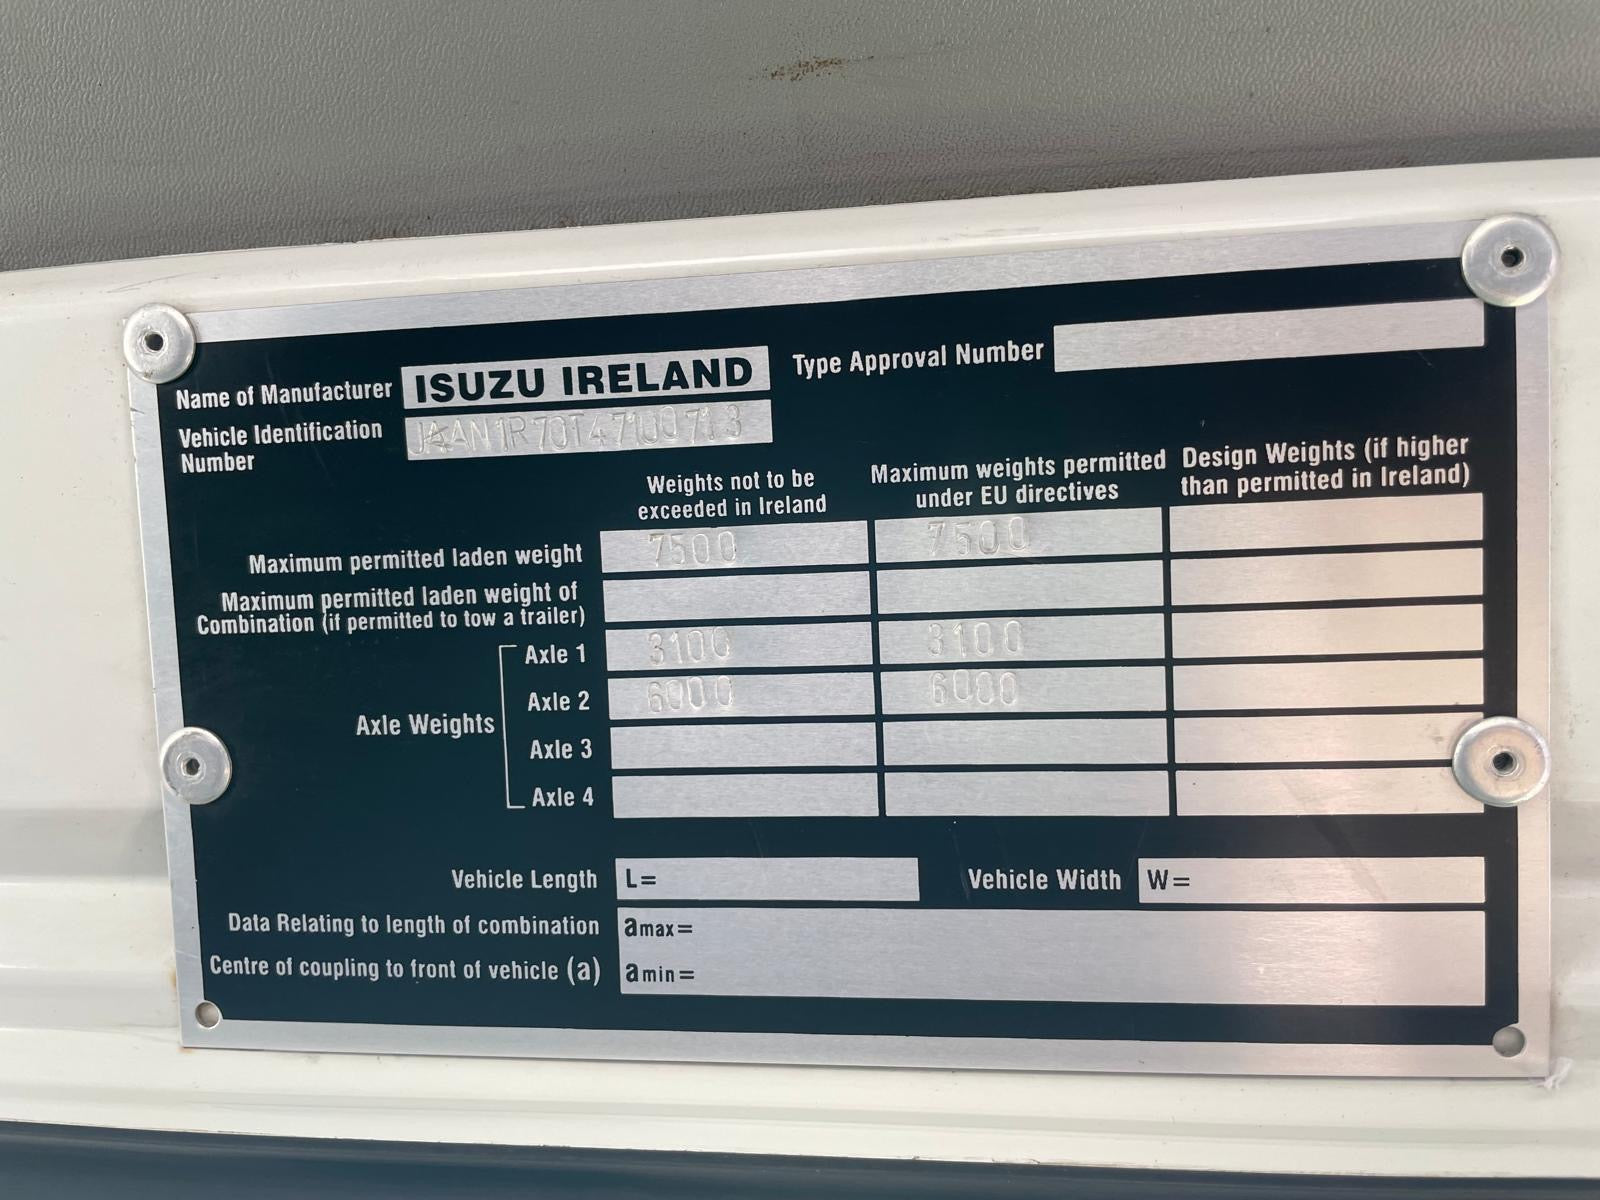 Name of Manufacturer ISUZU IRELAND Type Approval Number
Vehicle Identification Number JAAN1R70T47100713
Weights not to be exceeded in Ireland
Maximum weights permitted under EU directives
Design Weights (if higher than permitted in Ireland)
Maximum permitted laden weight 7500 7500
Maximum permitted laden weight of
Combination (if permitted to tow a trailer)
Axle Weights
Axle 1 3100 3100
Axle 2 6000 6000
Axle 3
Axle 4
Vehicle Length L= Vehicle Width W=
Data Relating to length of combination amax=
Centre of coupling to front of vehicle (a) amin=